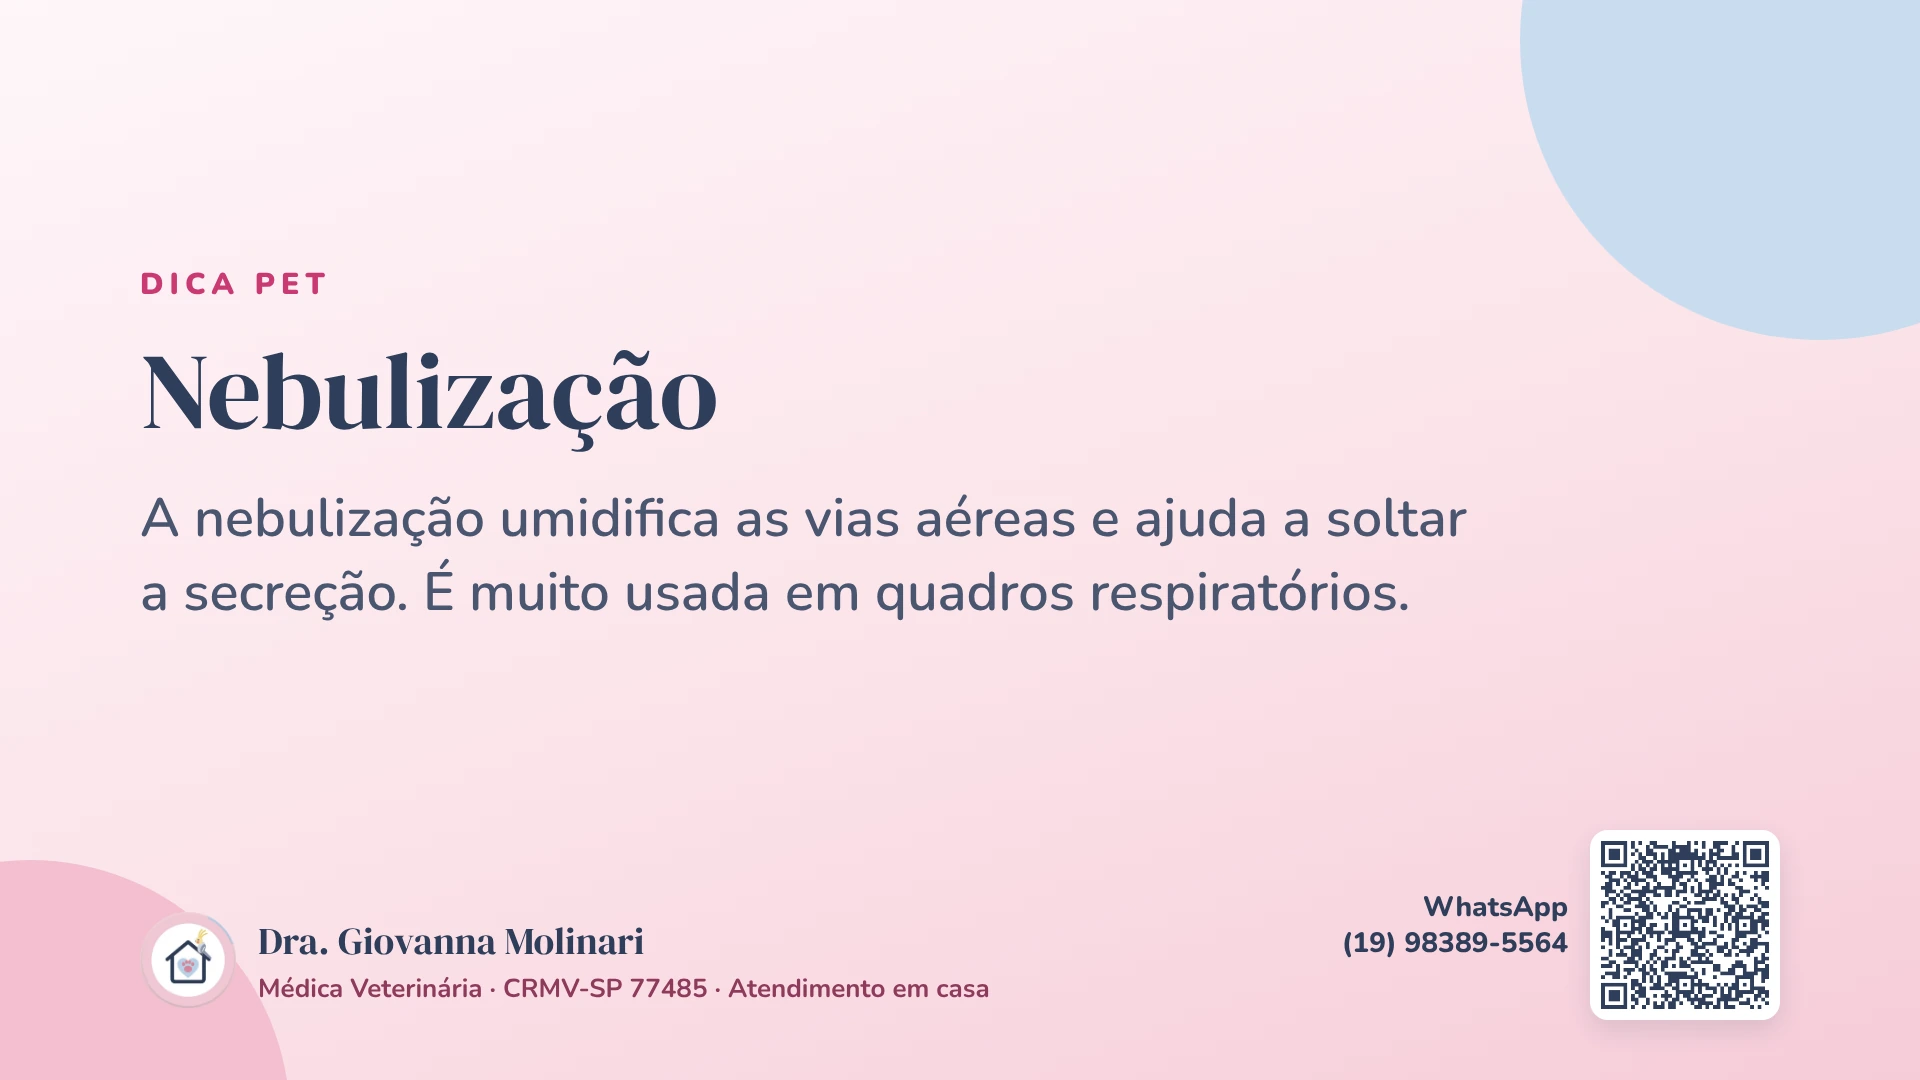 DICA PET
Nebulização
A nebulização umidifica as vias aéreas e ajuda a soltar
a secreção. É muito usada em quadros respiratórios.
Dra. Giovanna Molinari
Médica Veterinária · CRMV-SP 77485 · Atendimento em casa
WhatsApp
(19) 98389-5564